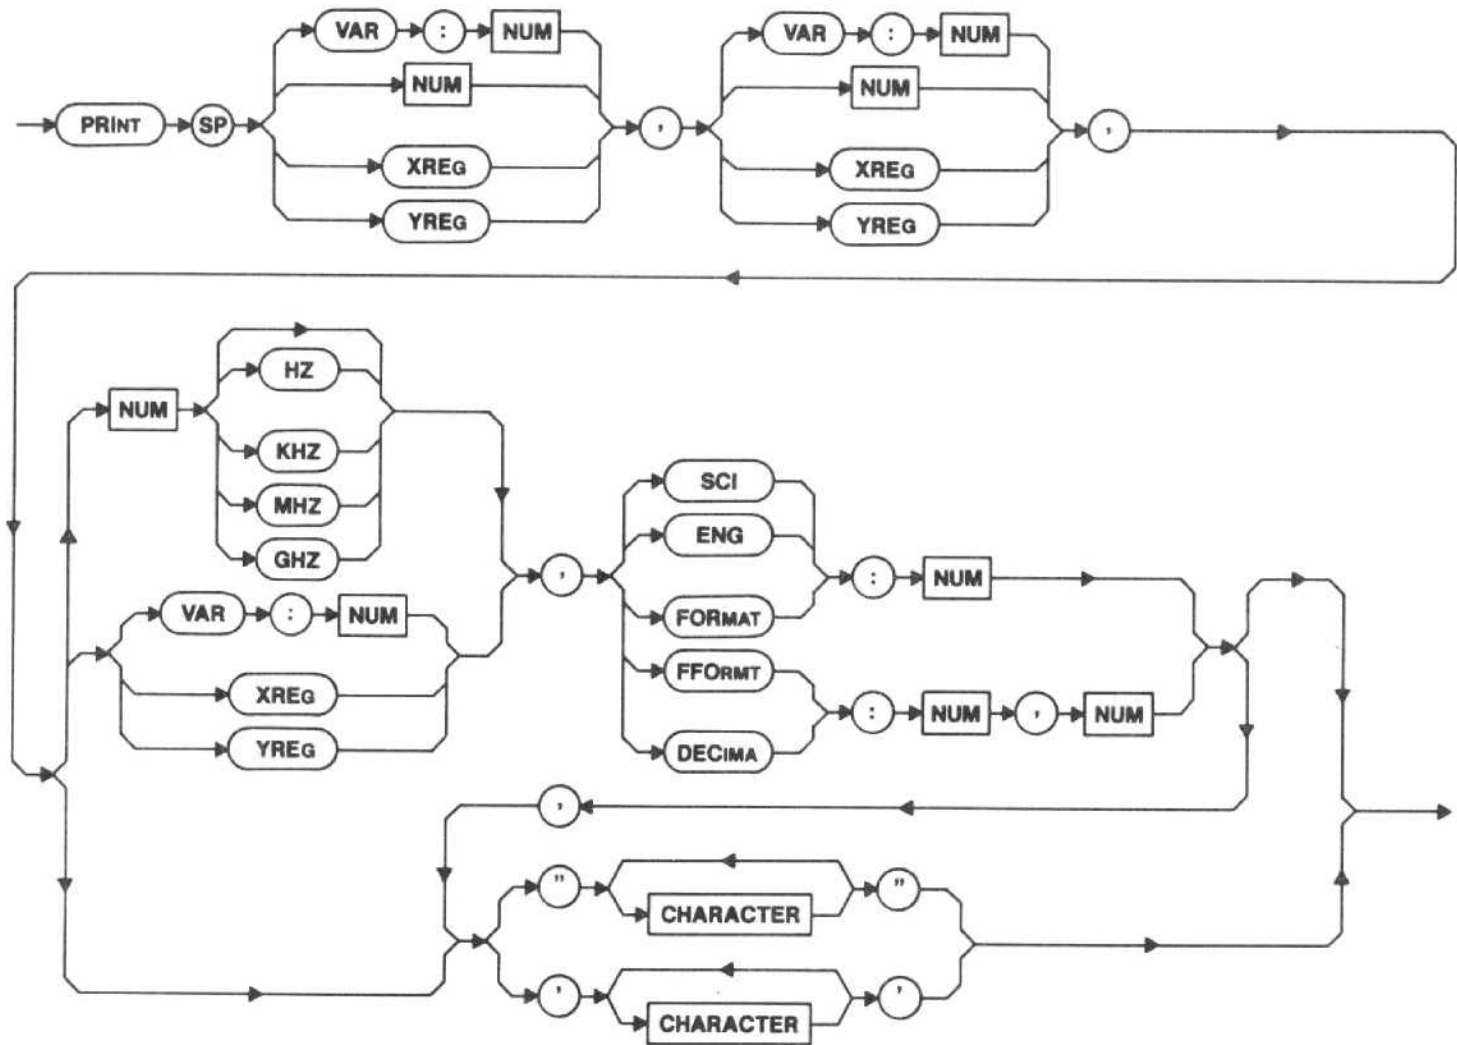 VAR : NUM VAR : NUM
NUM NUM
PRINT SP , ,
XREG XREG
YREG YREG
HZ
NUM
KHZ
MHZ
GHZ
SCI
ENG
, : NUM
FORMAT
VAR : NUM
FFORMT
XREG
: NUM , NUM
YREG
DECIMA
,
" "
CHARACTER
' '
CHARACTER